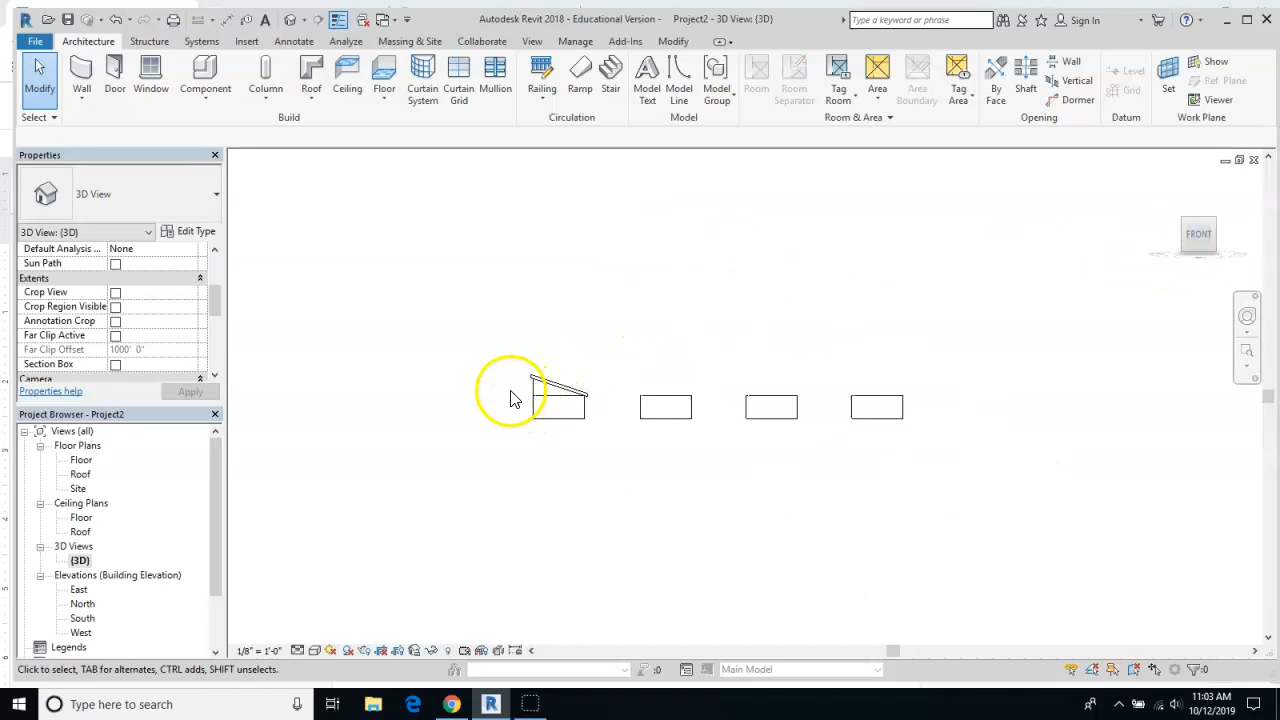 Autodesk Revit 2018 - Educational Version - Project2 - 3D View: {3D}
Type a keyword or phrase
Sign In
File Architecture Structure Systems Insert Annotate Analyze Massing & Site Collaborate View Manage Add-Ins Modify
Modify Wall Door Window Component Column Roof Ceiling Floor Curtain System Curtain Grid Mullion Railing Ramp Stair Model Text Model Line Model Group Room Room Separator Tag Room Area Area Boundary Tag Area By Face Shaft Wall Vertical Dormer Level Grid Set Show Ref Plane Viewer
Select Build Circulation Model Room & Area Opening Datum Work Plane
Properties
3D View
3D View: {3D} Edit Type
Default Analysis ... None
Sun Path
Extents
Crop View
Crop Region Visible
Annotation Crop
Far Clip Active
Far Clip Offset 1000' 0"
Section Box
Camera
Properties help Apply
Project Browser - Project2
Views (all)
Floor Plans
Floor
Roof
Site
Ceiling Plans
Floor
Roof
3D Views
{3D}
Elevations (Building Elevation)
East
North
South
West
Legends
FRONT
1/8" = 1'-0"
Click to select, TAB for alternates, CTRL adds, SHIFT unselects.
:0
Main Model
:0
Type here to search
11:03 AM
10/12/2019